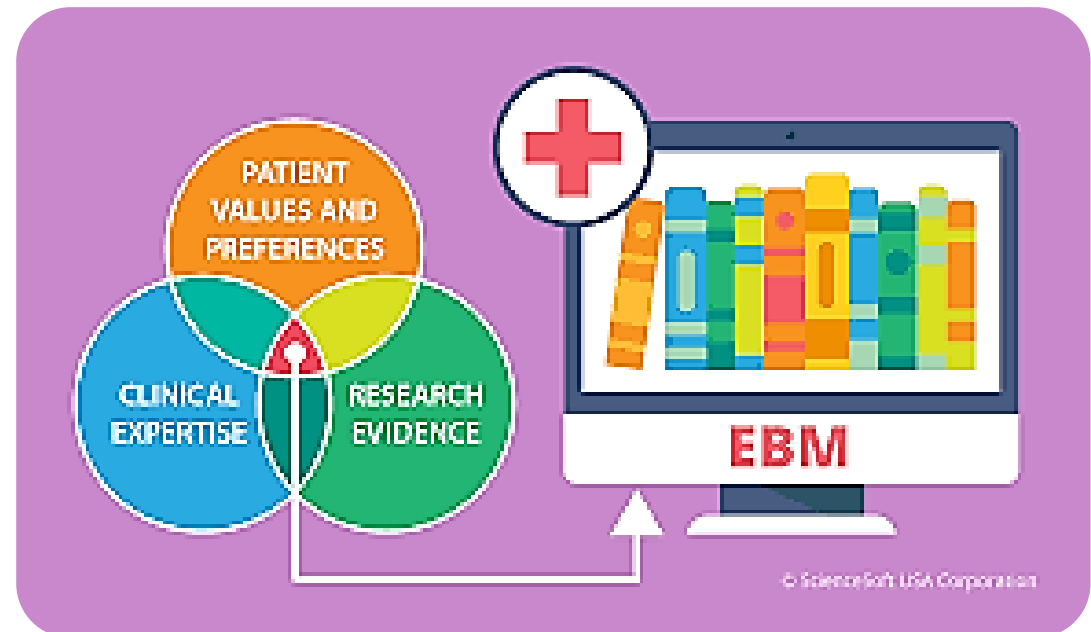 PATIENT
VALUES AND
PREFERENCES
CLINICAL
EXPERTISE
RESEARCH
EVIDENCE
EBM
© ScienceSoft USA Corporation